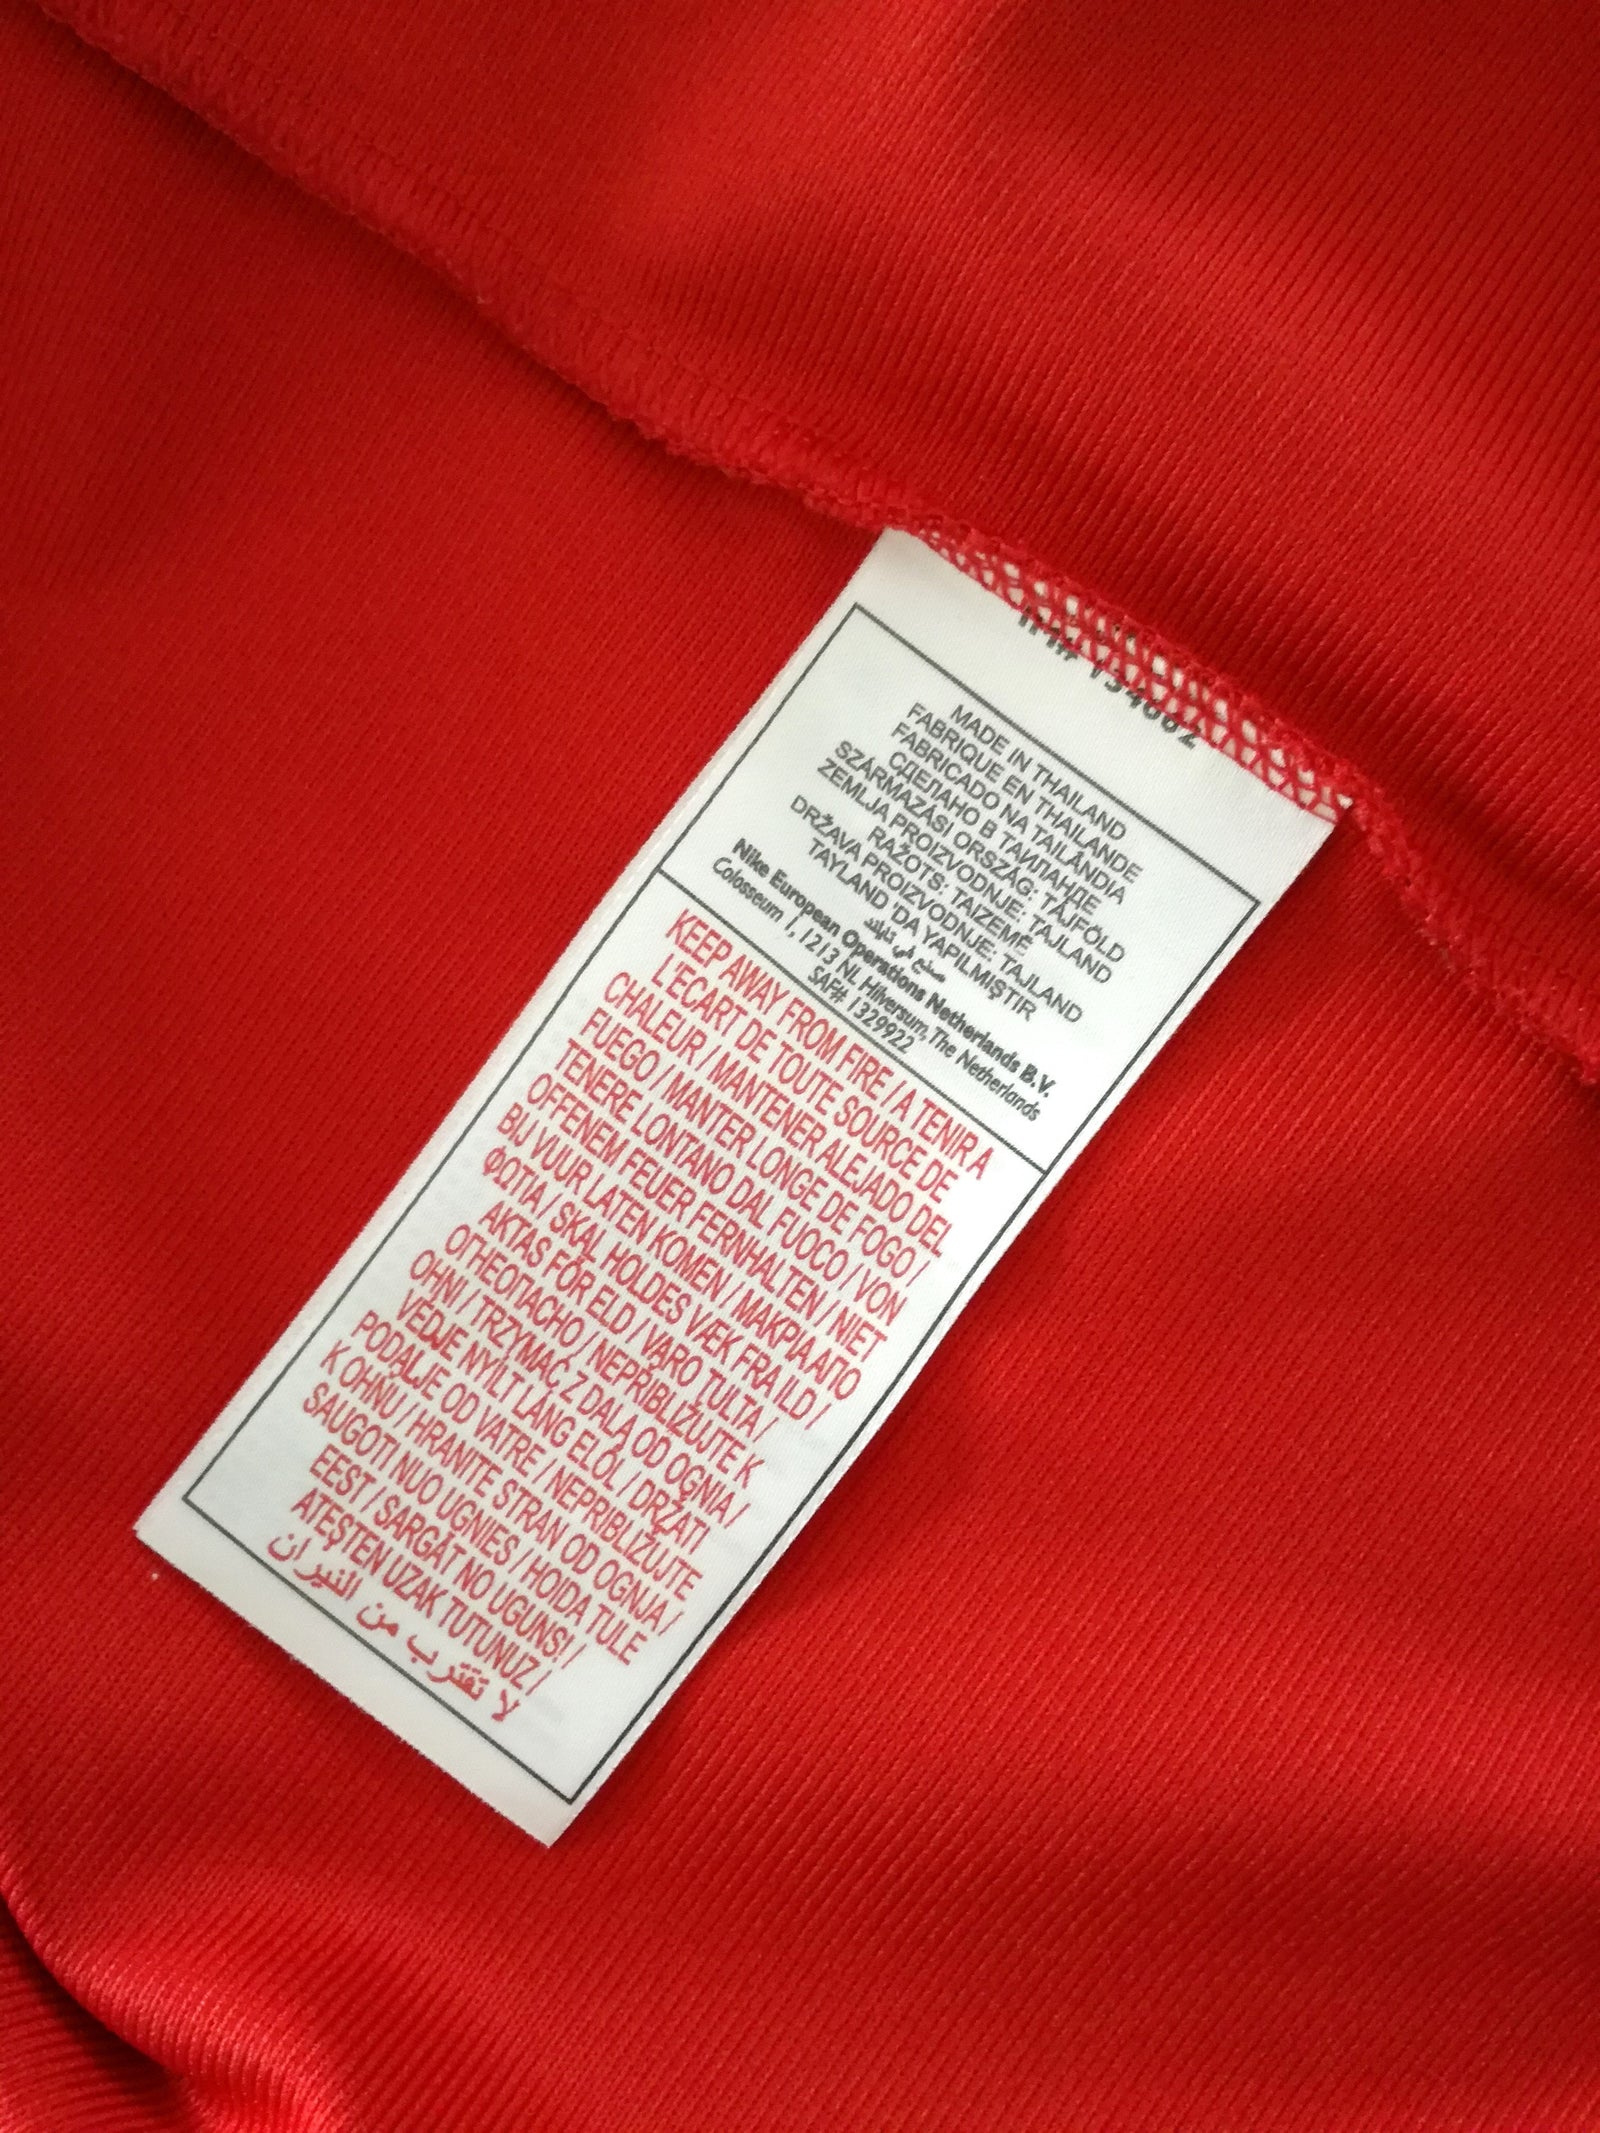 MADE IN THAILAND
FABRIQUE EN THAILANDE
FABRICADO NA TAILÂNDIA
СДЕЛАНО В ТАИЛАНДЕ
SZÁRMAZÁSI ORSZÁG: TÁJFÖLD
ZEMLJA PROIZVODNJE: TAJLAND
RAŽOTS: TAIZEMĒ
DRŽAVA PROIZVODNJE: TAJLAND
TAYLAND 'DA YAPILMIŞTIR
صنع في تايلند
Nike European Operations Netherlands B.V.
Colosseum 1, 1213 NL Hilversum, The Netherlands
SAF# 1329922
KEEP AWAY FROM FIRE / A TENIR A
L'ECART DE TOUTE SOURCE DE
CHALEUR / MANTENER ALEJADO DEL
FUEGO / MANTER LONGE DE FOGO /
TENERE LONTANO DAL FUOCO / VON
OFFENEM FEUER FERNHALTEN / NIET
BIJ VUUR LATEN KOMEN / ΜΑΚΡΙΑ ΑΠΟ
ΦΩΤΙΑ / SKAL HOLDES VÆK FRA ILD /
AKTAS FÖR ELD / VARO TULTA /
ОГНЕОПАСНО / NEPRIBLIŽUJTE K
OHNI / TRZYMAĆ Z DALA OD OGNIA /
VÉDJE NYÍLT LÁNG ELŐL / DRŽATI
PODALJE OD VATRE / NEPRIBLIŽUJTE
K OHŇU / HRANITE STRAN OD OGNJA /
SAUGOTI NUO UGNIES / HOIDA TULE
EEST / SARGĀT NO UGUNS! /
ATEŞTEN UZAK TUTUNUZ /
لا تقترب من النيران